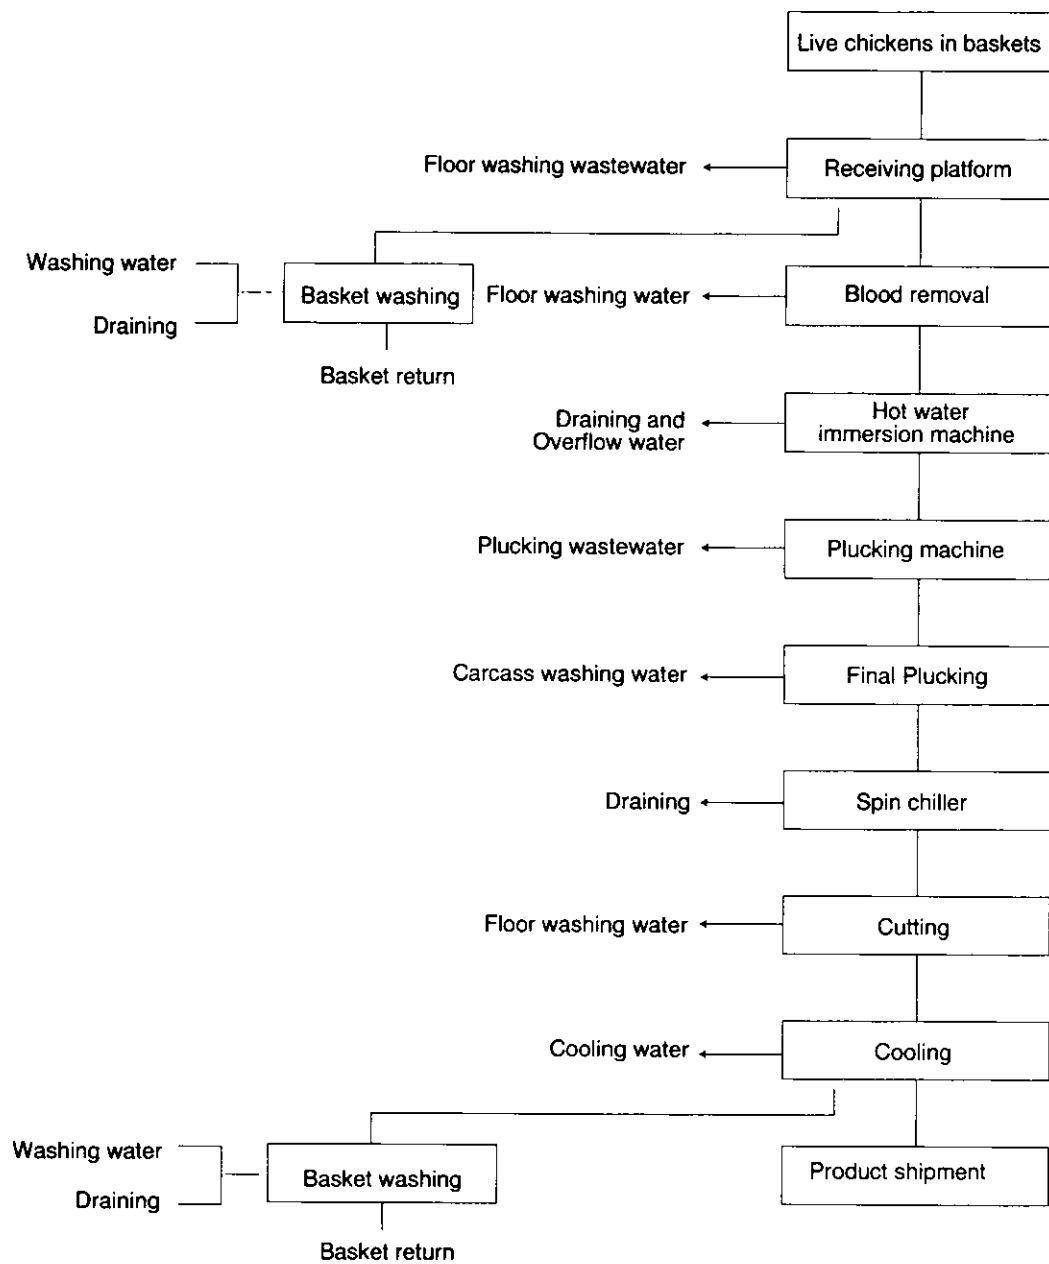 Live chickens in baskets
Floor washing wastewater
Receiving platform
Washing water
Draining
Basket washing
Floor washing water
Blood removal
Basket return
Draining and
Overflow water
Hot water
immersion machine
Plucking wastewater
Plucking machine
Carcass washing water
Final Plucking
Draining
Spin chiller
Floor washing water
Cutting
Cooling water
Cooling
Washing water
Draining
Basket washing
Product shipment
Basket return